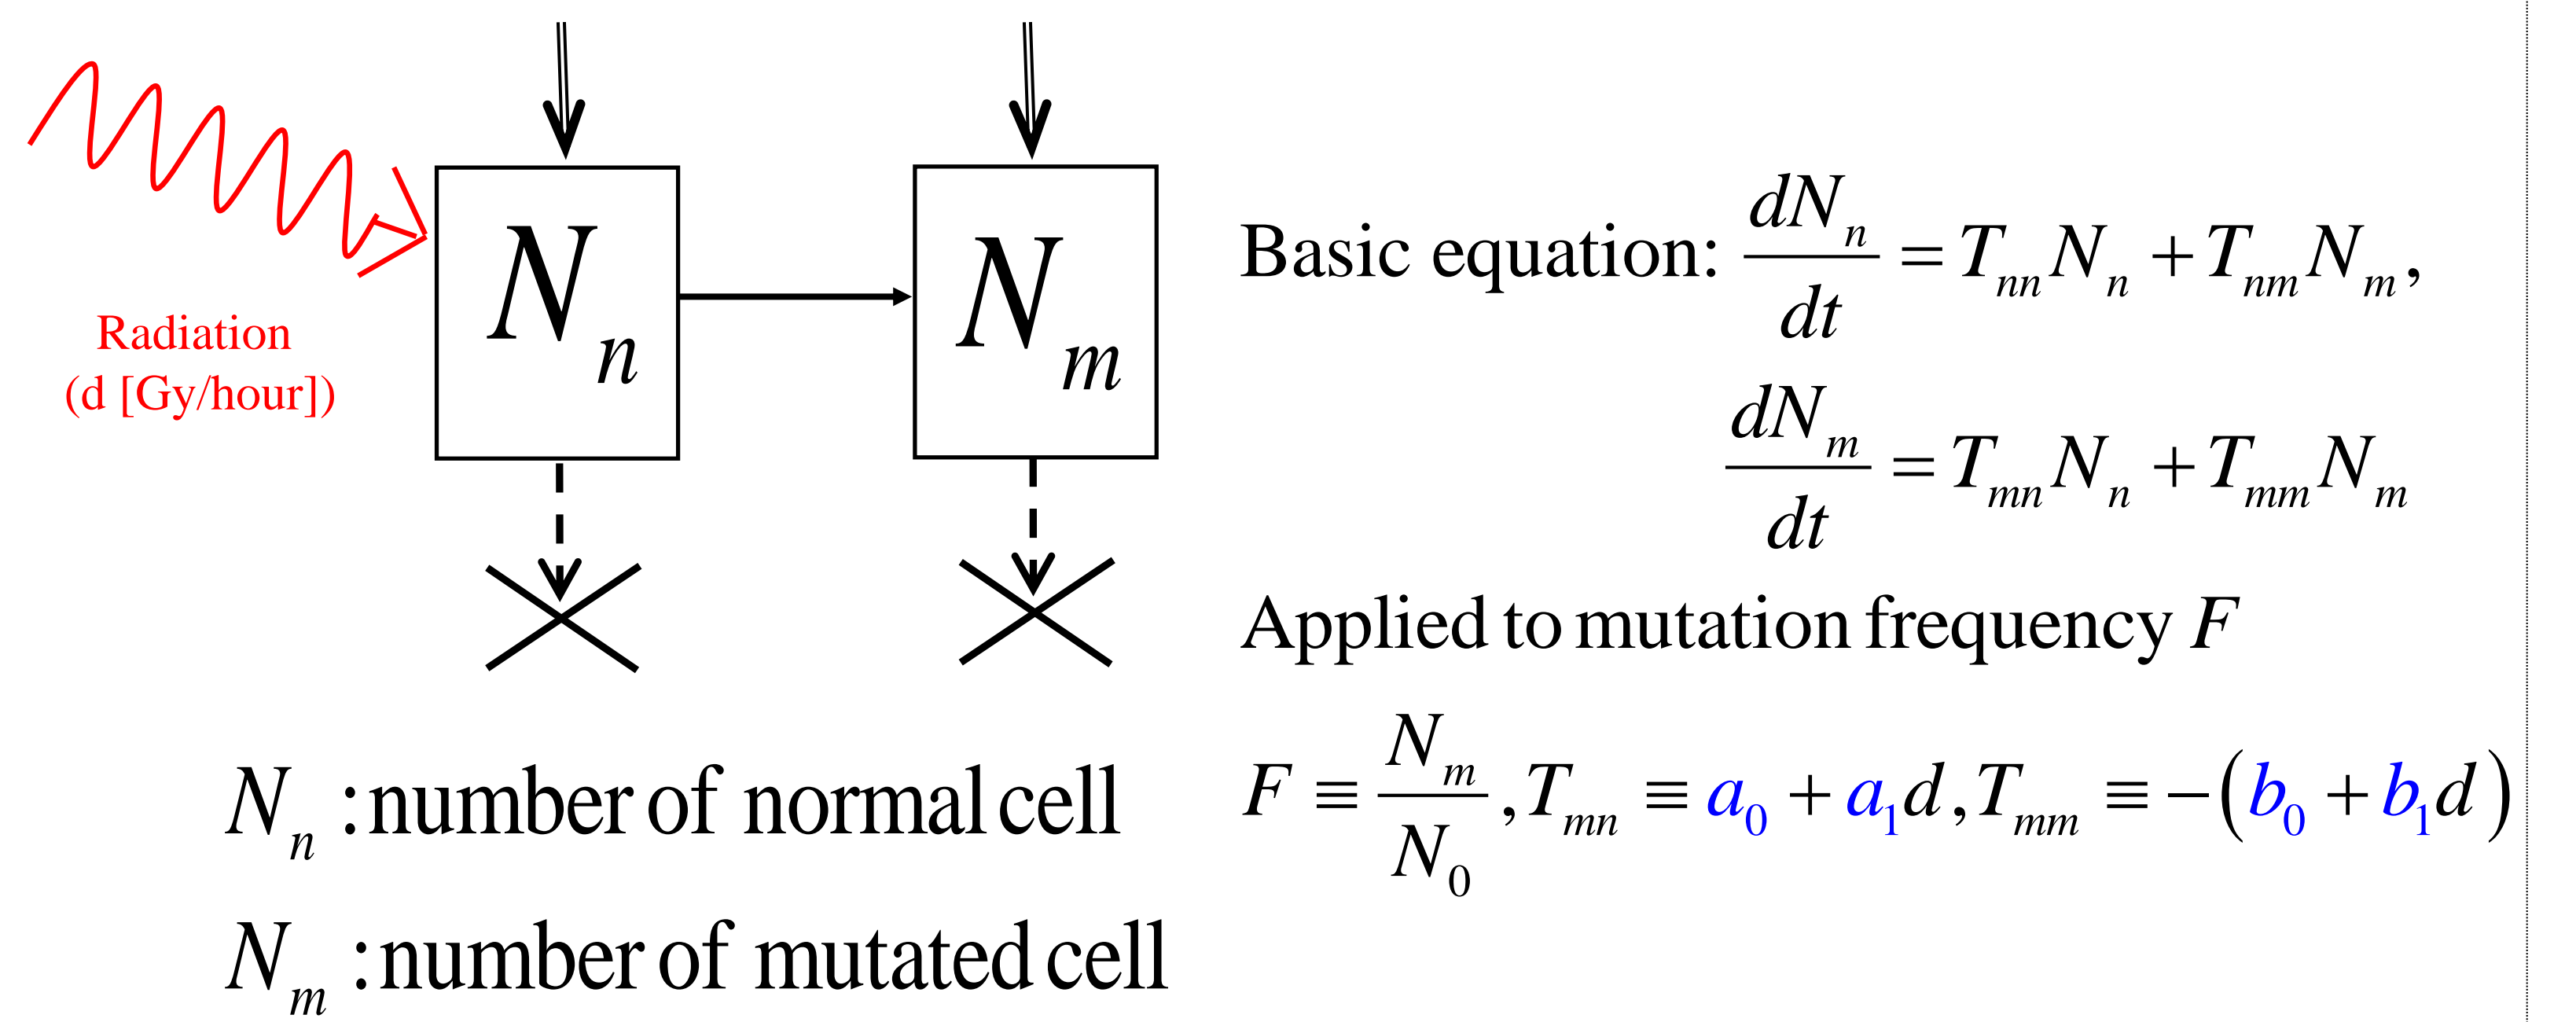 Radiation
(d [Gy/hour])
N_n
N_m
N_n : number of normal cell
N_m : number of mutated cell
Basic equation: dN_n/dt = T_nn N_n + T_nm N_m,
dN_m/dt = T_mn N_n + T_mm N_m
Applied to mutation frequency F
F ≡ N_m/N_0, T_mn ≡ a_0 + a_1 d, T_mm ≡ −(b_0 + b_1 d)